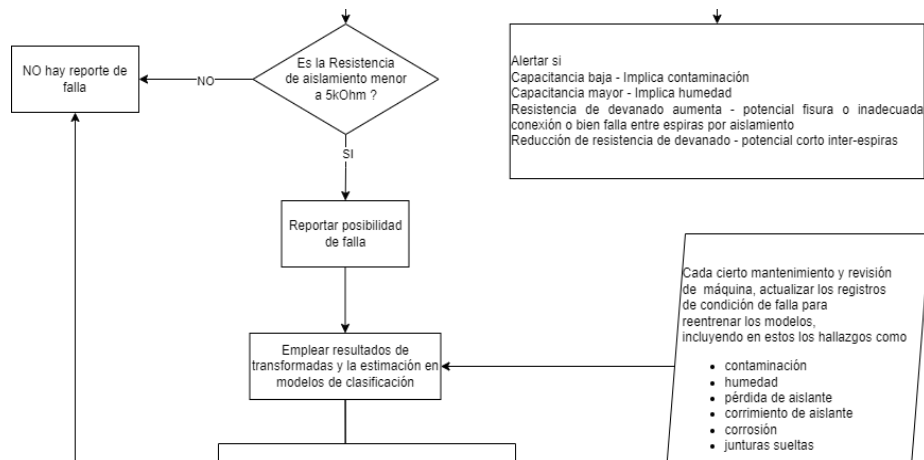 NO hay reporte de
falla
NO
Es la Resistencia
de aislamiento menor
a 5kOhm ?
SI
Reportar posibilidad
de falla
Emplear resultados de
transformadas y la estimación en
modelos de clasificación
Alertar si
Capacitancia baja - Implica contaminación
Capacitancia mayor - Implica humedad
Resistencia de devanado aumenta - potencial fisura o inadecuada
conexión o bien falla entre espiras por aislamiento
Reducción de resistencia de devanado - potencial corto inter-espiras
Cada cierto mantenimiento y revisión
de máquina, actualizar los registros
de condición de falla para
reentrenar los modelos,
incluyendo en estos los hallazgos como
• contaminación
• humedad
• pérdida de aislante
• corrimiento de aislante
• corrosión
• junturas sueltas